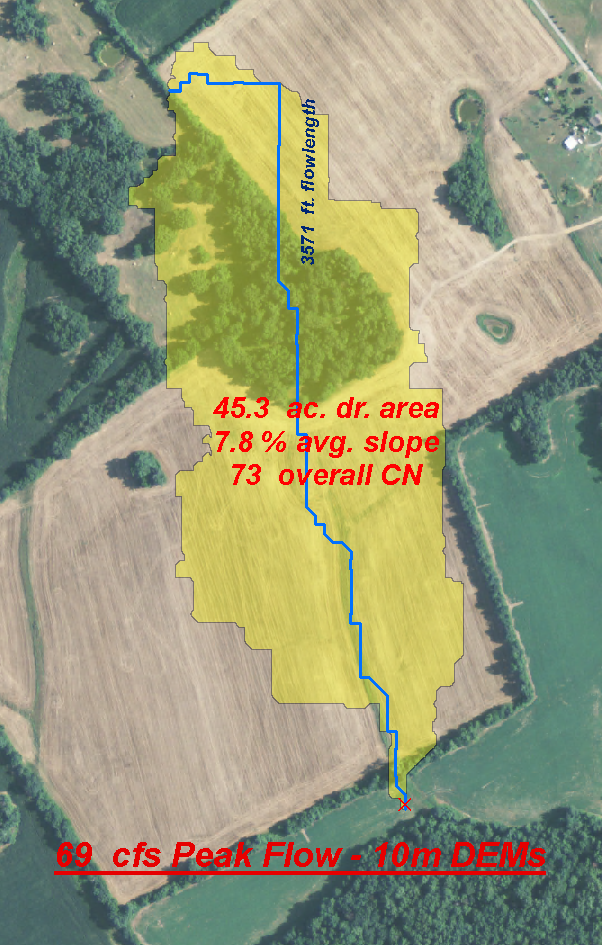 3571 ft. flowlength
45.3 ac. dr. area
7.8 % avg. slope
73 overall CN
69 cfs Peak Flow - 10m DEMs